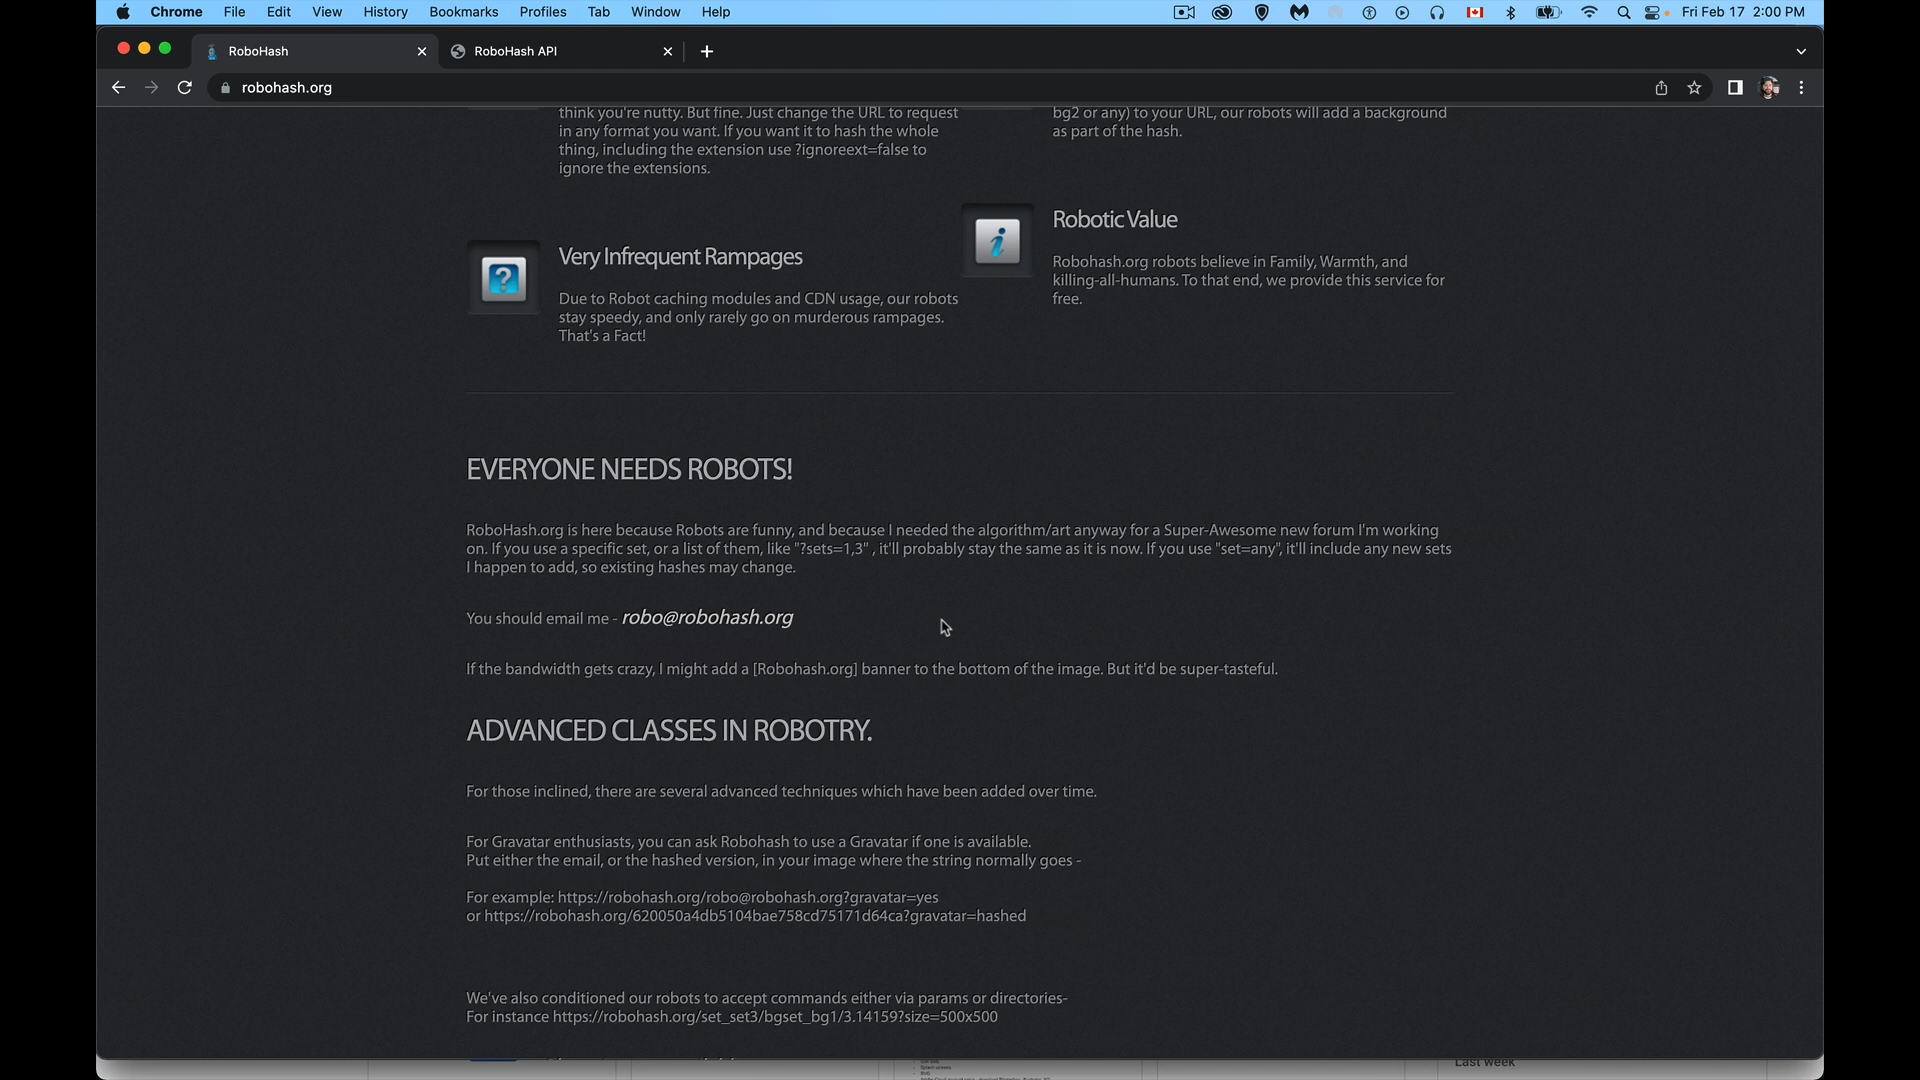 Chrome File Edit View History Bookmarks Profiles Tab Window Help Fri Feb 17 2:00 PM
RoboHash RoboHash API
robohash.org
think you're nutty. But fine. Just change the URL to request
in any format you want. If you want it to hash the whole
thing, including the extension use ?ignoreext=false to
ignore the extensions.
bg2 or any) to your URL, our robots will add a background
as part of the hash.
Very Infrequent Rampages
Due to Robot caching modules and CDN usage, our robots
stay speedy, and only rarely go on murderous rampages.
That's a Fact!
Robotic Value
Robohash.org robots believe in Family, Warmth, and
killing-all-humans. To that end, we provide this service for
free.
EVERYONE NEEDS ROBOTS!
RoboHash.org is here because Robots are funny, and because I needed the algorithm/art anyway for a Super-Awesome new forum I'm working
on. If you use a specific set, or a list of them, like "?sets=1,3" , it'll probably stay the same as it is now. If you use "set=any", it'll include any new sets
I happen to add, so existing hashes may change.
You should email me - robo@robohash.org
If the bandwidth gets crazy, I might add a [Robohash.org] banner to the bottom of the image. But it'd be super-tasteful.
ADVANCED CLASSES IN ROBOTRY.
For those inclined, there are several advanced techniques which have been added over time.
For Gravatar enthusiasts, you can ask Robohash to use a Gravatar if one is available.
Put either the email, or the hashed version, in your image where the string normally goes -
For example: https://robohash.org/robo@robohash.org?gravatar=yes
or https://robohash.org/620050a4db5104bae758cd75171d64ca?gravatar=hashed
We've also conditioned our robots to accept commands either via params or directories-
For instance https://robohash.org/set_set3/bgset_bg1/3.14159?size=500x500
Last week